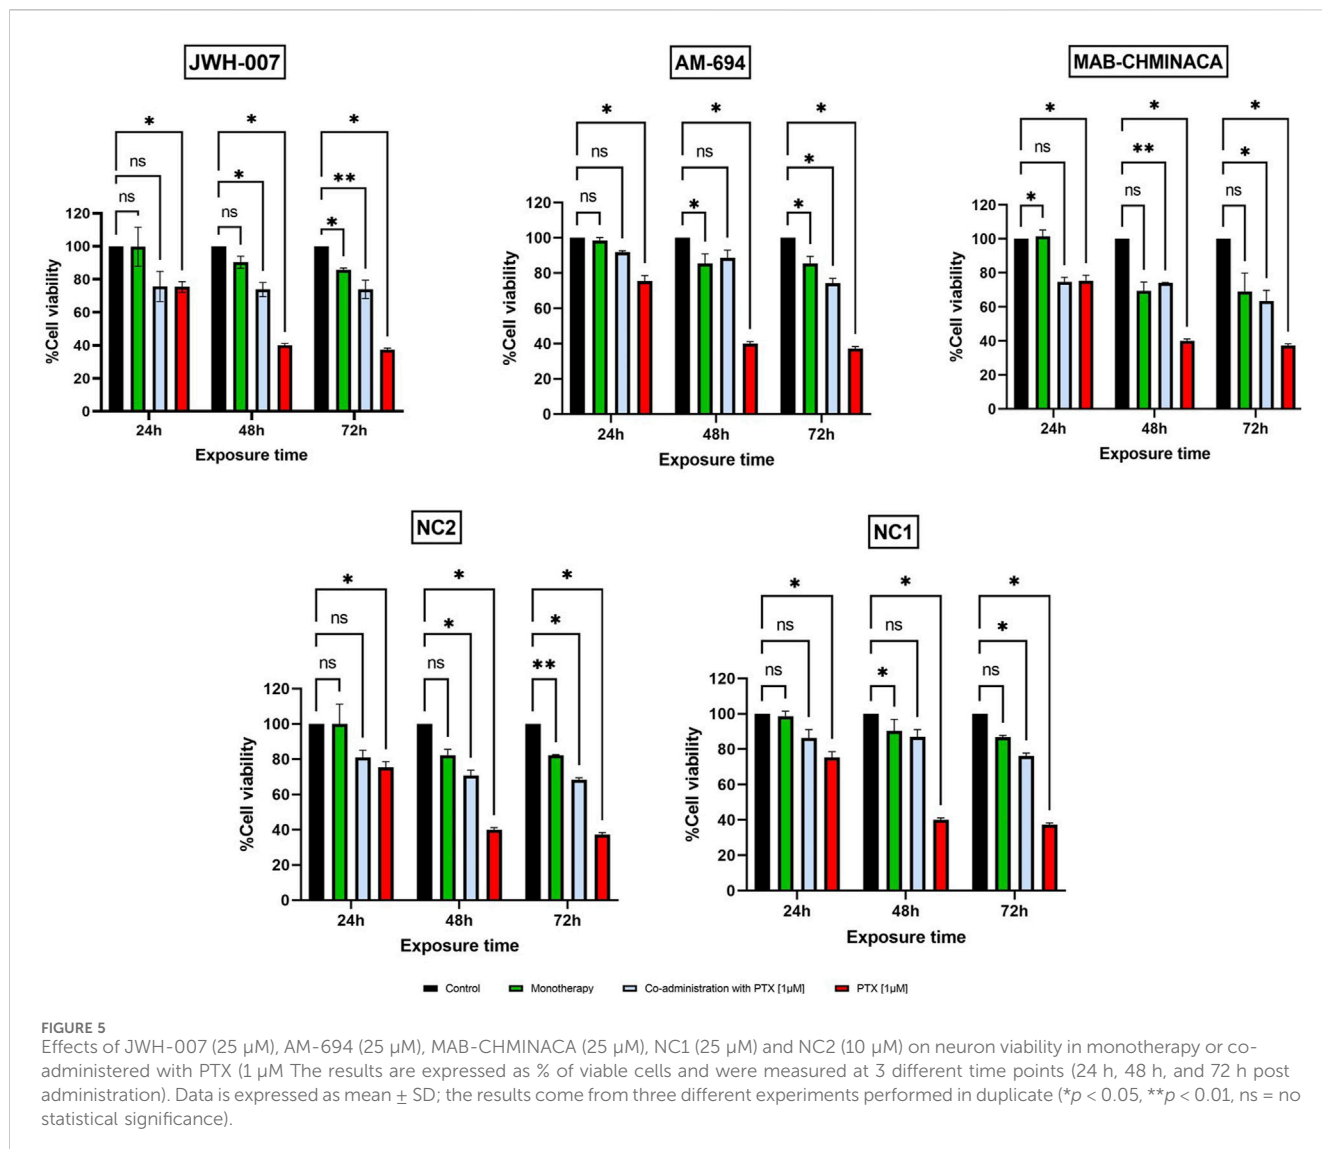 JWH-007
AM-694
MAB-CHMINACA
* * *
ns * **
ns ns *
120
100
80
60
40
20
0
%Cell viability
24h 48h 72h
Exposure time
* * *
ns ns *
ns * *
120
100
80
60
40
20
0
%Cell viability
24h 48h 72h
Exposure time
* * *
ns ** *
* ns ns
120
100
80
60
40
20
0
%Cell viability
24h 48h 72h
Exposure time
NC2
* * *
ns * *
ns ns **
120
100
80
60
40
20
0
%Cell viability
24h 48h 72h
Exposure time
NC1
* * *
ns ns *
ns * ns
120
100
80
60
40
20
0
%Cell viability
24h 48h 72h
Exposure time
Control Monotherapy Co-administration with PTX [1µM] PTX [1µM]
FIGURE 5
Effects of JWH-007 (25 µM), AM-694 (25 µM), MAB-CHMINACA (25 µM), NC1 (25 µM) and NC2 (10 µM) on neuron viability in monotherapy or co-
administered with PTX (1 µM The results are expressed as % of viable cells and were measured at 3 different time points (24 h, 48 h, and 72 h post
administration). Data is expressed as mean ± SD; the results come from three different experiments performed in duplicate (*p < 0.05, **p < 0.01, ns = no
statistical significance).